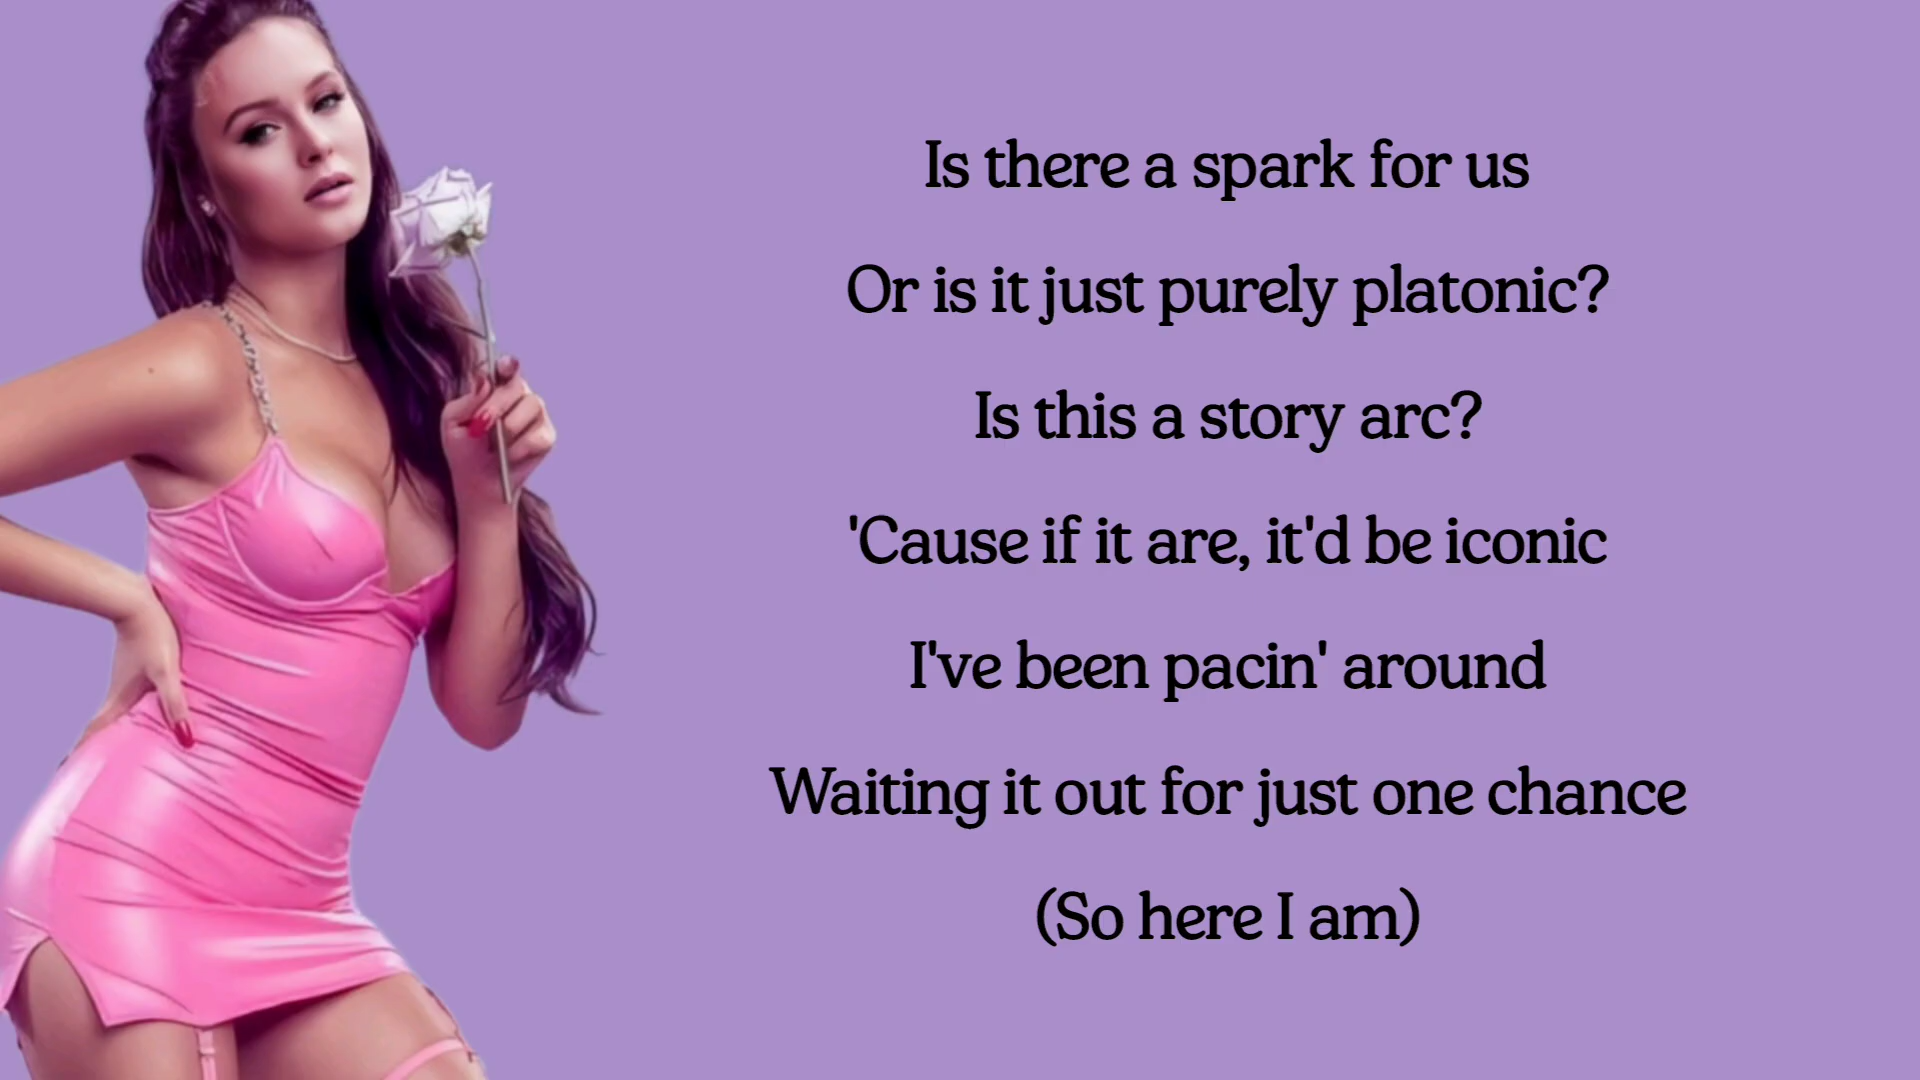 Is there a spark for us
Or is it just purely platonic?
Is this a story arc?
'Cause if it are, it'd be iconic
I've been pacin' around
Waiting it out for just one chance
(So here I am)